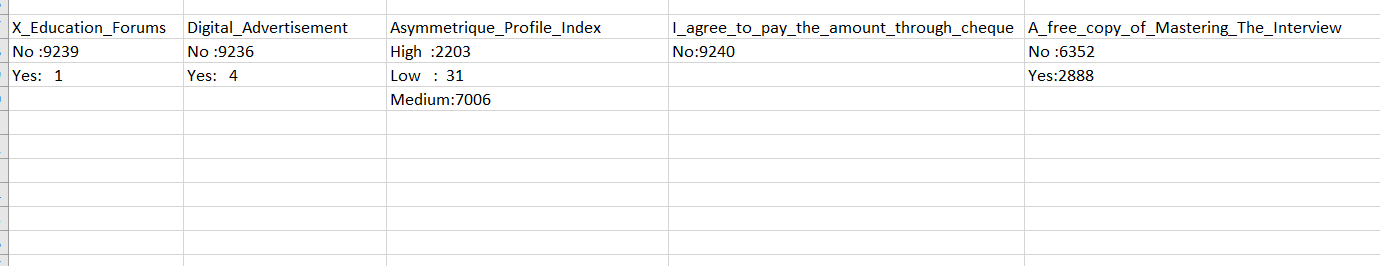 X_Education_Forums Digital_Advertisement Asymmetrique_Profile_Index I_agree_to_pay_the_amount_through_cheque A_free_copy_of_Mastering_The_Interview
No :9239 No :9236 High :2203 No:9240 No :6352
Yes: 1 Yes: 4 Low : 31 Yes:2888
Medium:7006